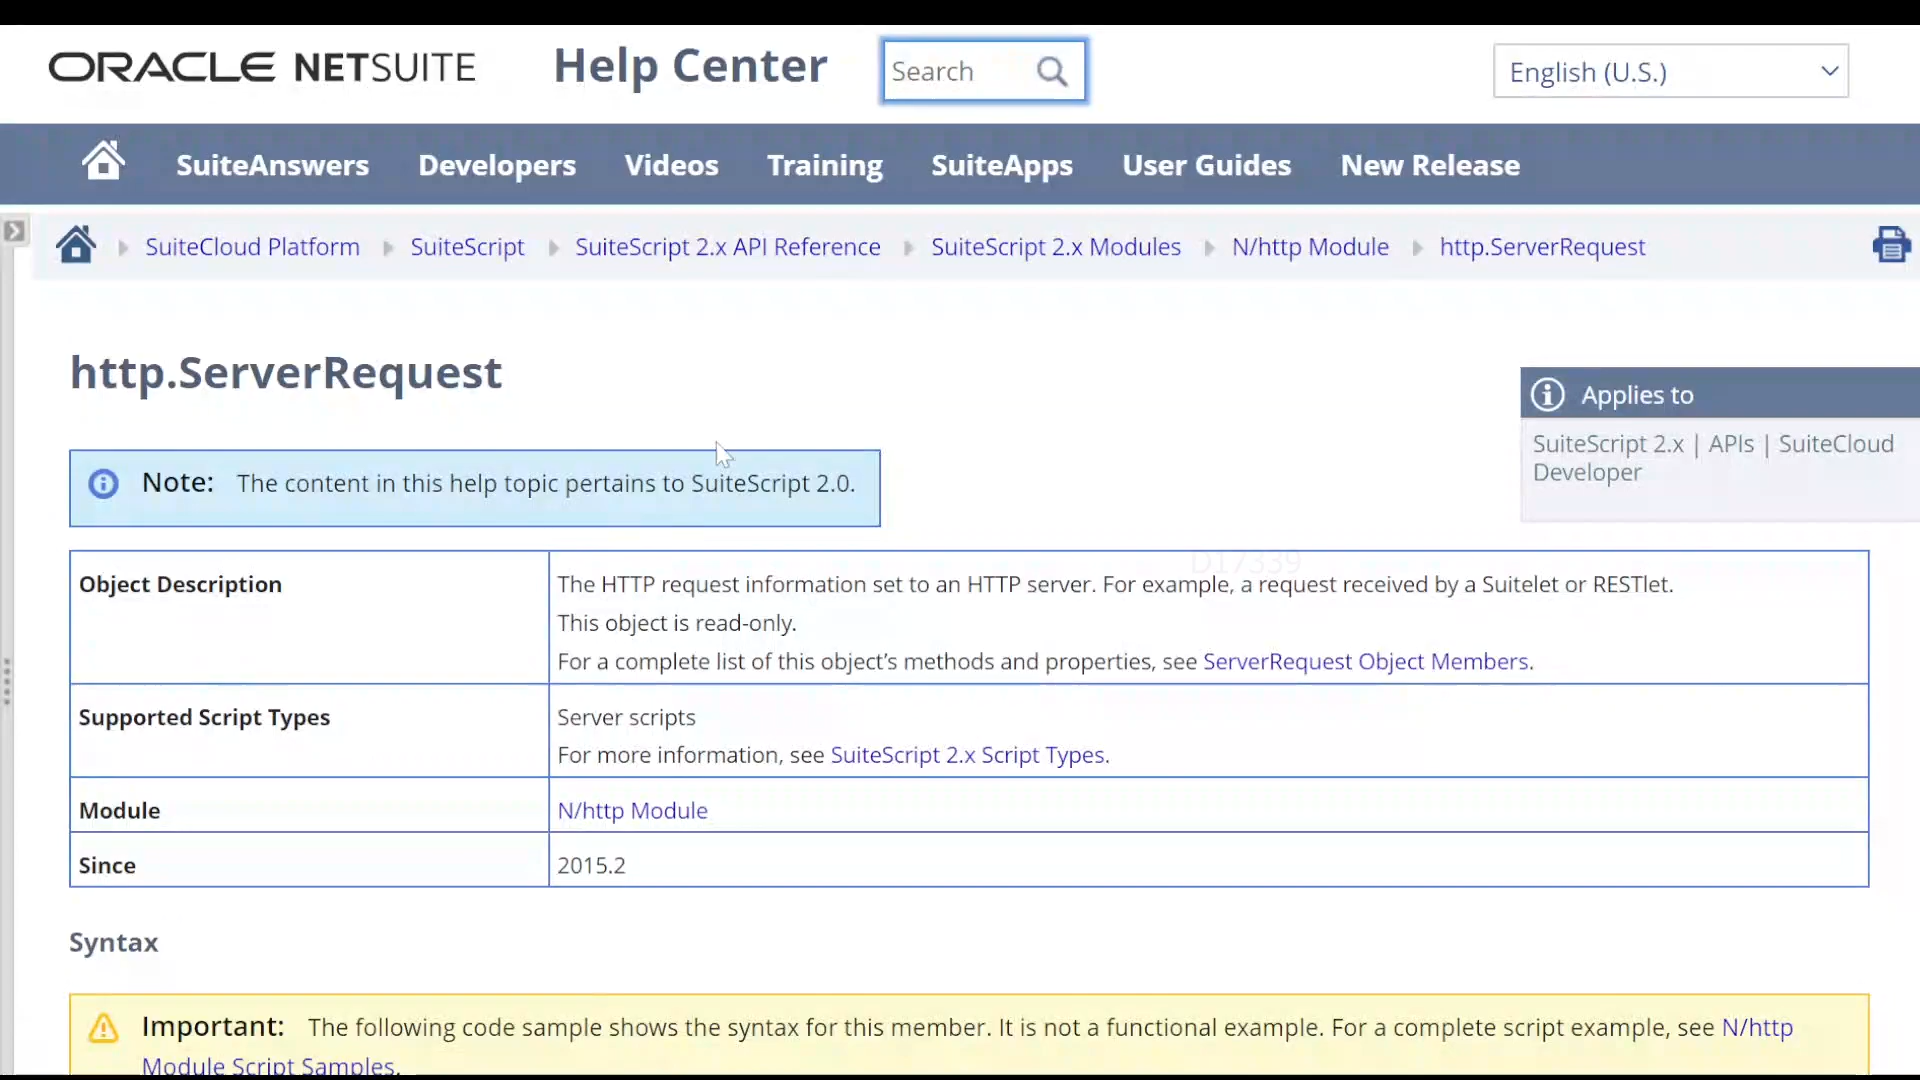 ORACLE NETSUITE Help Center Search English (U.S.)
SuiteAnswers Developers Videos Training SuiteApps User Guides New Release
SuiteCloud Platform SuiteScript SuiteScript 2.x API Reference SuiteScript 2.x Modules N/http Module http.ServerRequest
http.ServerRequest
Applies to
SuiteScript 2.x | APIs | SuiteCloud
Developer
Note: The content in this help topic pertains to SuiteScript 2.0.
D17339
Object Description
The HTTP request information set to an HTTP server. For example, a request received by a Suitelet or RESTlet.
This object is read-only.
For a complete list of this object's methods and properties, see ServerRequest Object Members.
Supported Script Types
Server scripts
For more information, see SuiteScript 2.x Script Types.
Module
N/http Module
Since
2015.2
Syntax
Important: The following code sample shows the syntax for this member. It is not a functional example. For a complete script example, see N/http
Module Script Samples.